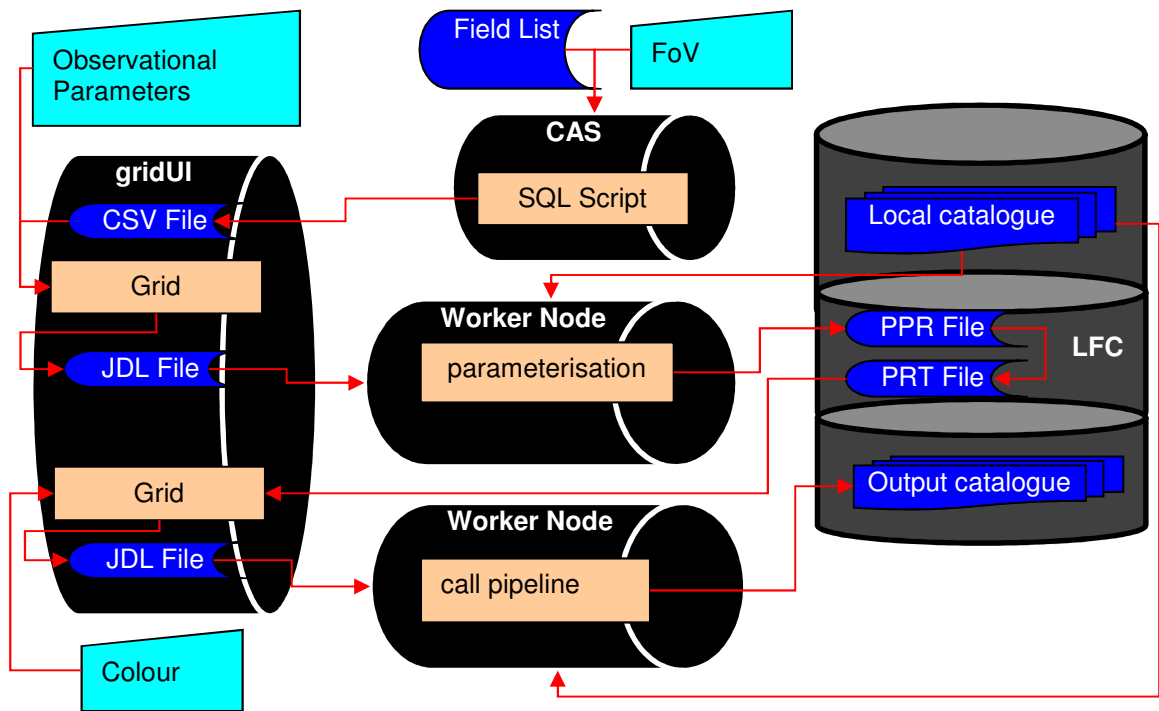 Observational
Parameters
Field List
FoV
CAS
SQL Script
gridUI
CSV File
Grid
JDL File
Grid
JDL File
Colour
Worker Node
parameterisation
Worker Node
call pipeline
Local catalogue
PPR File
PRT File
LFC
Output catalogue